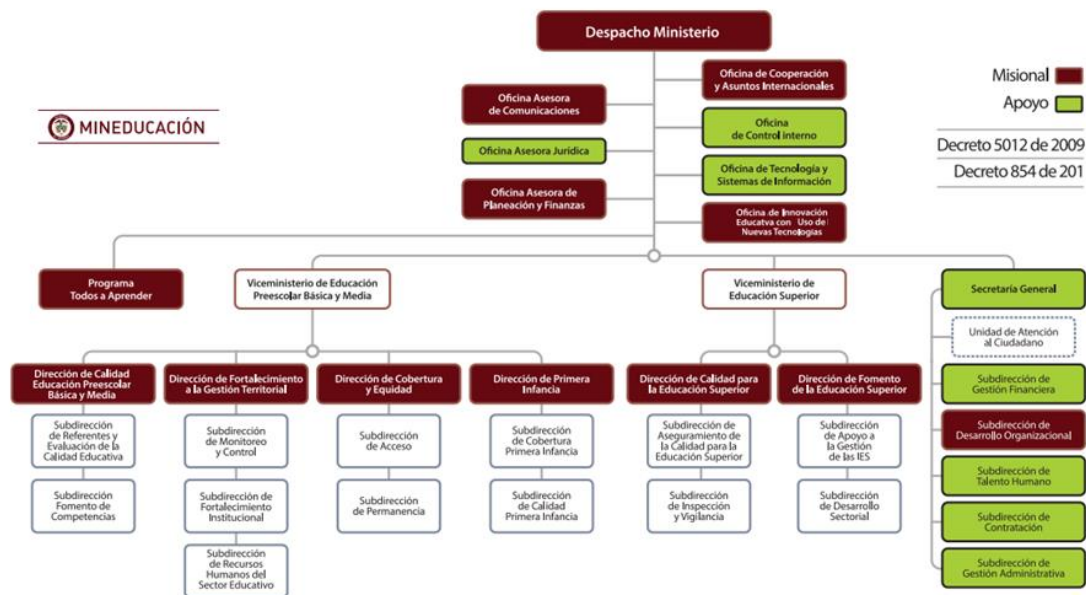 Despacho Ministerio
Oficina de Cooperación
y Asuntos Internacionales
Misional
Apoyo
Oficina Asesora
de Comunicaciones
MINEDUCACIÓN
Oficina
de Control interno
Decreto 5012 de 2009
Decreto 854 de 201
Oficina Asesora Jurídica
Oficina de Tecnología y
Sistemas de Información
Oficina Asesora de
Planeación y Finanzas
Oficina de Innovación
Educatva con Uso de
Nuevas Tecnologías
Programa
Todos a Aprender
Viceministerio de Educación
Preescolar Básica y Media
Viceministerio de
Educación Superior
Secretaría General
Unidad de Atención
al Ciudadano
Dirección de Calidad
Educación Preescolar
Básica y Media
Dirección de Fortalecimiento
a la Gestión Territorial
Dirección de Cobertura
y Equidad
Dirección de Primera
Infancia
Dirección de Calidad para
la Educación Superior
Dirección de Fomento
de la Educación Superior
Subdirección de
Gestión Financiera
Subdirección
de Referentes y
Evaluación de la
Calidad Educativa
Subdirección
de Monitoreo
y Control
Subdirección
de Acceso
Subdirección
de Cobertura
Primera Infancia
Subdirección de
Aseguramiento de
la Calidad para la
Educación Superior
Subdirección
de Apoyo a
la Gestión
de las IES
Subdirección de
Desarrollo Organizacional
Subdirección de
Talento Humano
Subdirección
Fomento de
Competencias
Subdirección de
Fortalecimiento
Institucional
Subdirección
de Permanencia
Subdirección
de Calidad
Primera Infancia
Subdirección
de Inspección
y Vigilancia
Subdirección
de Desarrollo
Sectorial
Subdirección de
Contratación
Subdirección
de Recursos
Humanos del
Sector Educativo
Subdirección de
Gestión Administrativa